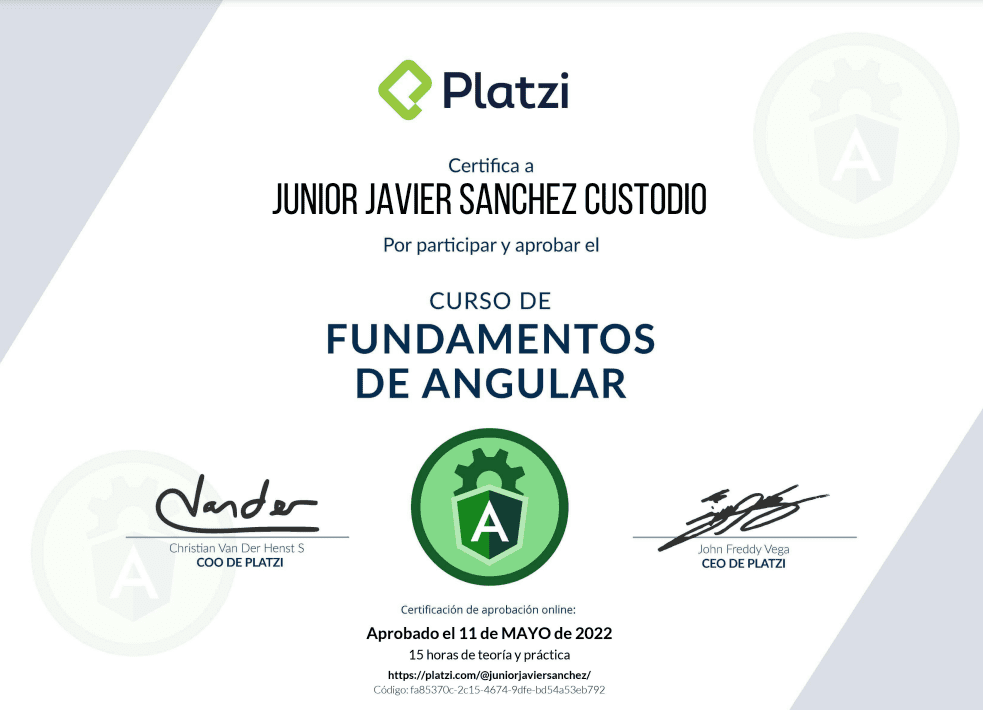 Platzi
Certifica a
JUNIOR JAVIER SANCHEZ CUSTODIO
Por participar y aprobar el
CURSO DE
FUNDAMENTOS
DE ANGULAR
A
A
Vander
Christian Van Der Henst S
COO DE PLATZI
A
John Freddy Vega
CEO DE PLATZI
Certificación de aprobación online:
Aprobado el 11 de MAYO de 2022
15 horas de teoría y práctica
https://platzi.com/@juniorjaviersanchez/
Código: fa85370c-2c15-4674-9dfe-bd54a53eb792